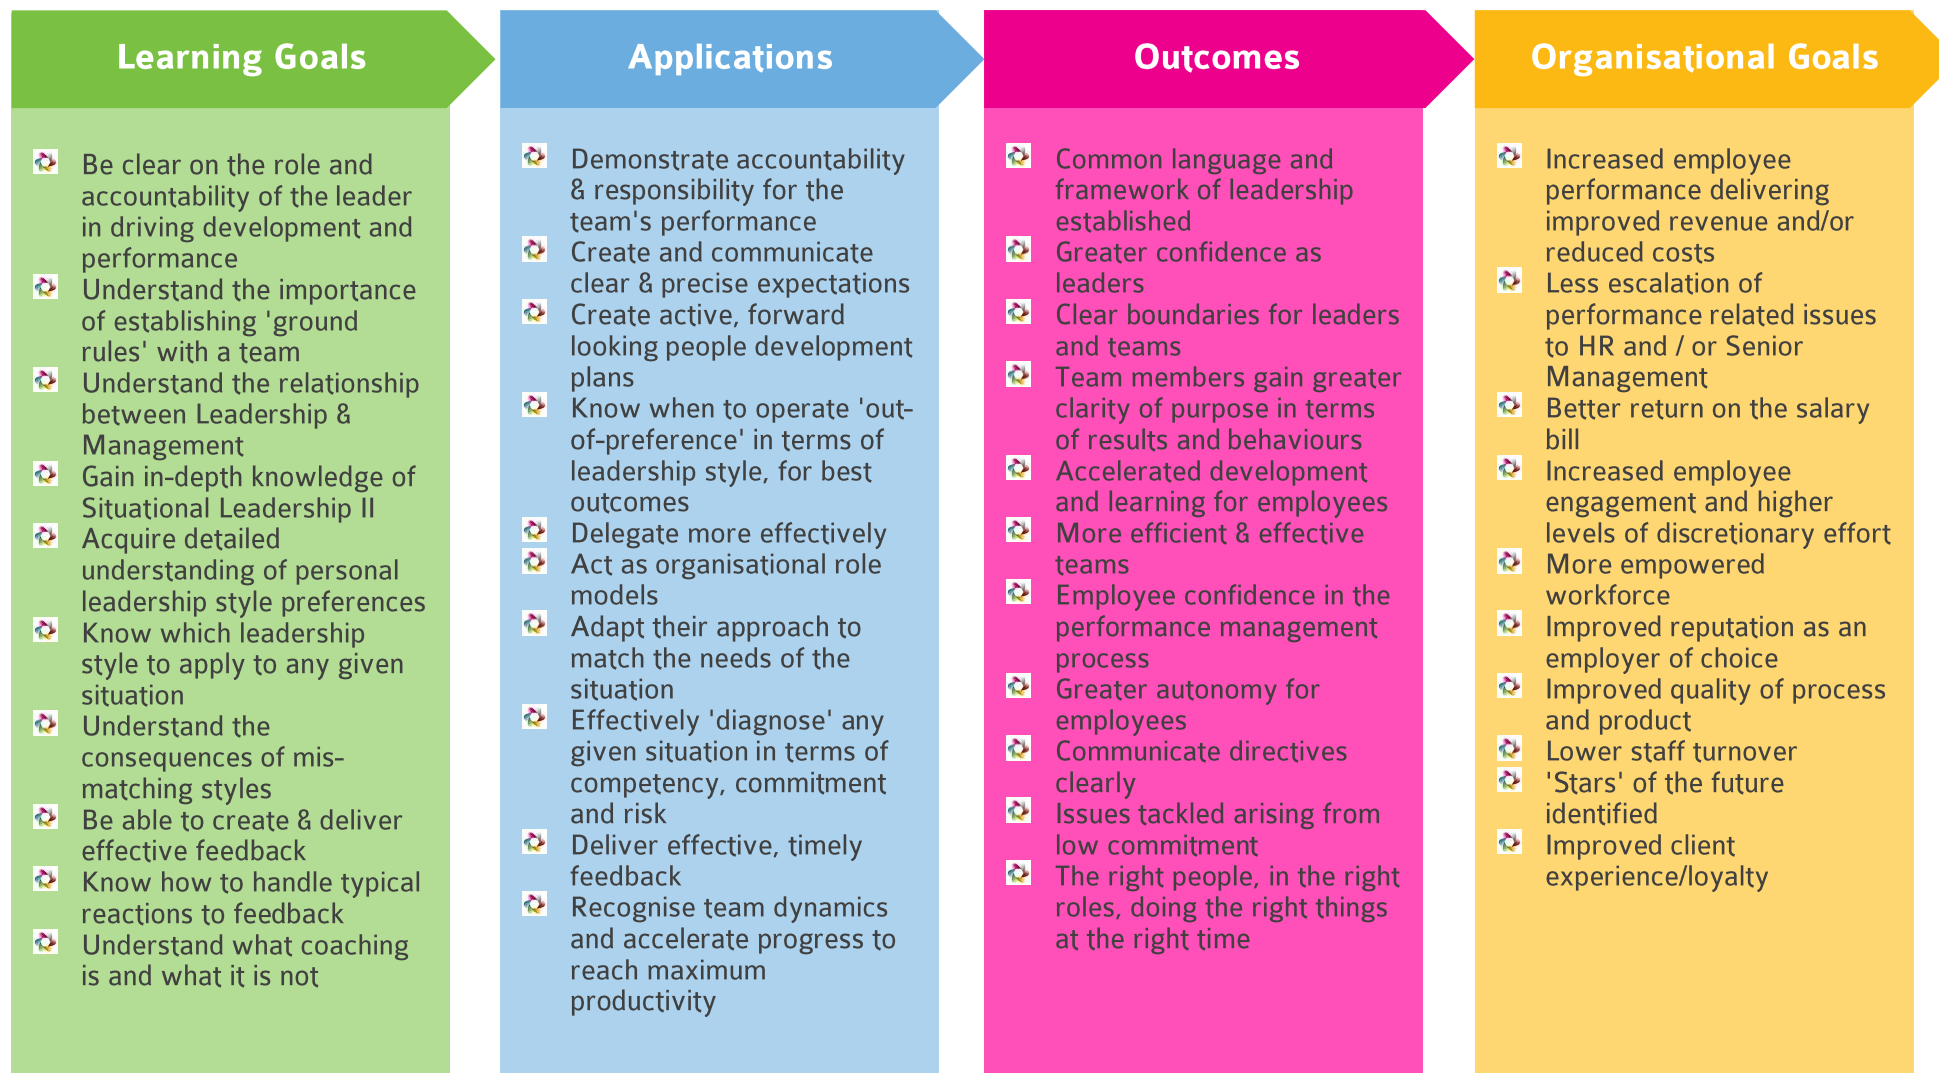 Learning Goals
Be clear on the role and
accountability of the leader
in driving development and
performance
Understand the importance
of establishing 'ground
rules' with a team
Understand the relationship
between Leadership &
Management
Gain in-depth knowledge of
Situational Leadership II
Acquire detailed
understanding of personal
leadership style preferences
Know which leadership
style to apply to any given
situation
Understand the
consequences of mis-
matching styles
Be able to create & deliver
effective feedback
Know how to handle typical
reactions to feedback
Understand what coaching
is and what it is not
Applications
Demonstrate accountability
& responsibility for the
team's performance
Create and communicate
clear & precise expectations
Create active, forward
looking people development
plans
Know when to operate 'out-
of-preference' in terms of
leadership style, for best
outcomes
Delegate more effectively
Act as organisational role
models
Adapt their approach to
match the needs of the
situation
Effectively 'diagnose' any
given situation in terms of
competency, commitment
and risk
Deliver effective, timely
feedback
Recognise team dynamics
and accelerate progress to
reach maximum
productivity
Outcomes
Common language and
framework of leadership
established
Greater confidence as
leaders
Clear boundaries for leaders
and teams
Team members gain greater
clarity of purpose in terms
of results and behaviours
Accelerated development
and learning for employees
More efficient & effective
teams
Employee confidence in the
performance management
process
Greater autonomy for
employees
Communicate directives
clearly
Issues tackled arising from
low commitment
The right people, in the right
roles, doing the right things
at the right time
Organisational Goals
Increased employee
performance delivering
improved revenue and/or
reduced costs
Less escalation of
performance related issues
to HR and / or Senior
Management
Better return on the salary
bill
Increased employee
engagement and higher
levels of discretionary effort
More empowered
workforce
Improved reputation as an
employer of choice
Improved quality of process
and product
Lower staff turnover
'Stars' of the future
identified
Improved client
experience/loyalty